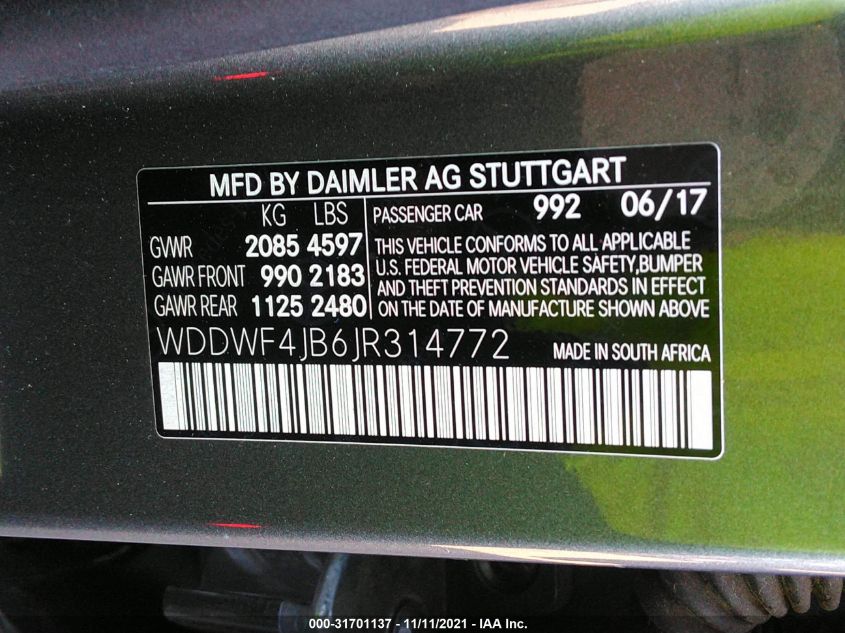 MFD BY DAIMLER AG STUTTGART
KG LBS
GVWR 2085 4597
GAWR FRONT 990 2183
GAWR REAR 1125 2480
PASSENGER CAR 992 06/17
THIS VEHICLE CONFORMS TO ALL APPLICABLE
U.S. FEDERAL MOTOR VEHICLE SAFETY,BUMPER
AND THEFT PREVENTION STANDARDS IN EFFECT
ON THE DATE OF MANUFACTURE SHOWN ABOVE
WDDWF4JB6JR314772
MADE IN SOUTH AFRICA
000-31701137 - 11/11/2021 - IAA Inc.